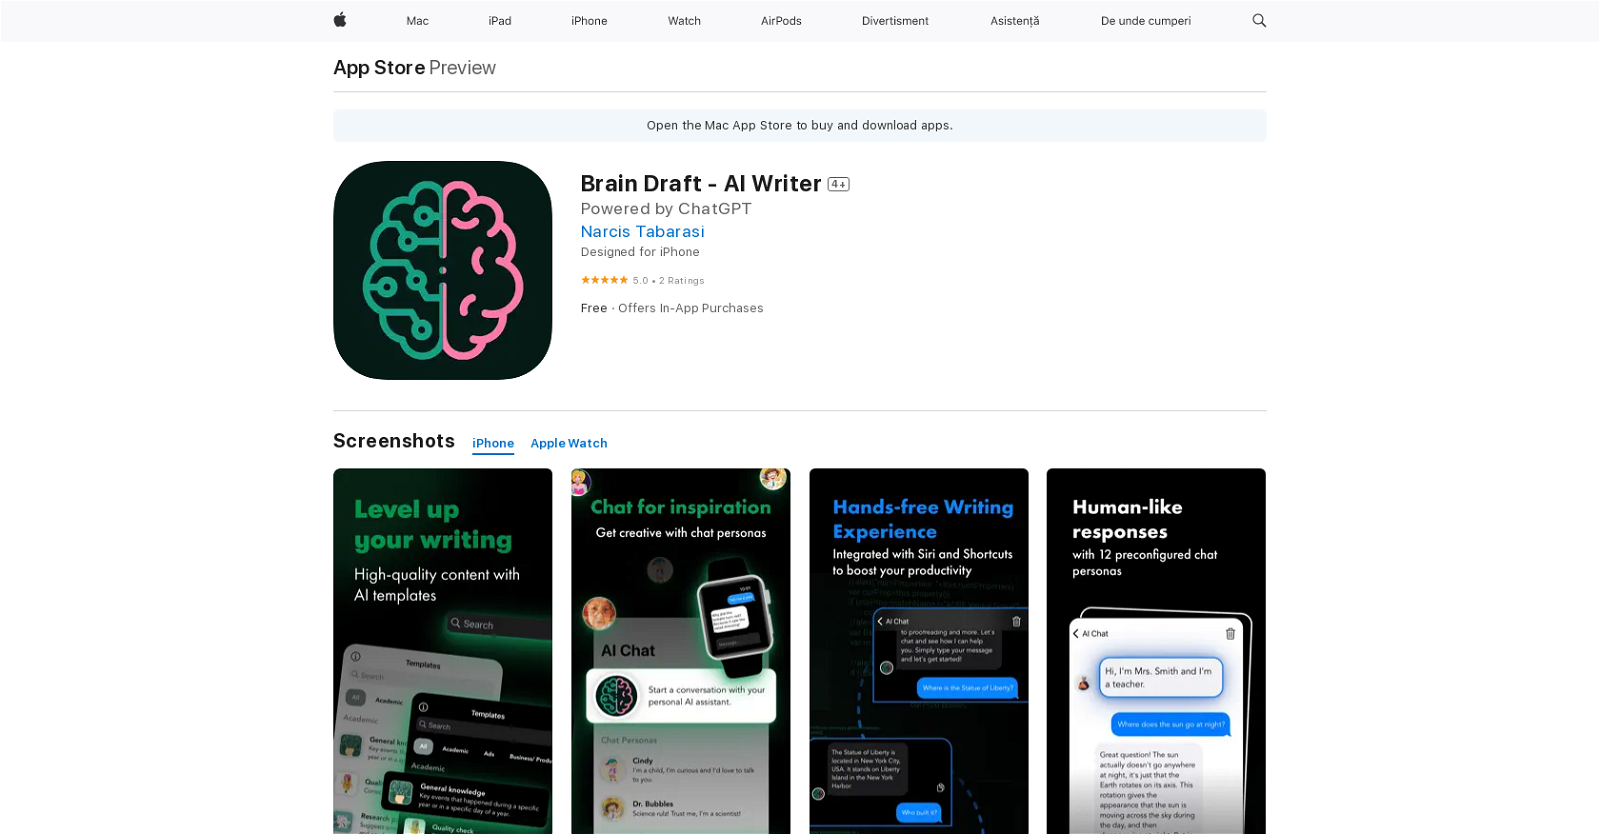 Mac iPad iPhone Watch AirPods Divertisment Asistență De unde cumperi
App Store Preview
Open the Mac App Store to buy and download apps.
Brain Draft - AI Writer 4+
Powered by ChatGPT
Narcis Tabarasi
Designed for iPhone
★★★★★ 5.0 • 2 Ratings
Free · Offers In-App Purchases
Screenshots iPhone Apple Watch
Level up
your writing
High-quality content with
AI templates
Search
Templates
Search
All Academic
Academic
General kn
Templates
Search
All Academic Ads Business/ Produ
Academic
General knowledge
Key events that happened during a specific
year or in a specific day of a year.
Quality check
Chat for inspiration
Get creative with chat personas
AI Chat
Start a conversation with your
personal AI assistant.
Chat Personas
Cindy
I'm a child, I'm curious and I'd love to talk
to you.
Dr. Bubbles
Science rulz! Trust me, I'm a scientist!
Hands-free Writing
Experience
Integrated with Siri and Shortcuts
to boost your productivity
AI Chat
to proofreading and more. Let's
chat and see how I can help
you. Simply type your message
and let's get started!
Where is the Statue of Liberty?
The Statue of Liberty is
located in New York City,
USA. It stands on Liberty
Island in the New York
Harbor.
Who built it?
Human-like
responses
with 12 preconfigured chat
personas
AI Chat
Hi, I'm Mrs. Smith and I'm
a teacher.
Where does the sun go at night?
Great question! The sun
actually doesn't go anywhere
at night, it's just that the
Earth rotates on its axis. This
rotation gives the
appearance that the sun is
moving across the sky during
the day, and then